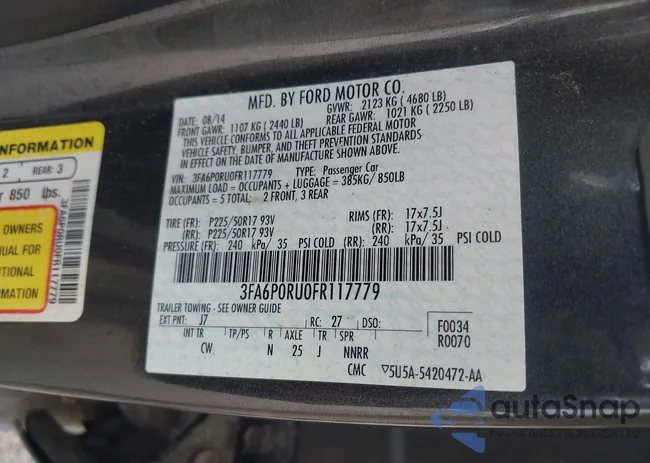 MFD. BY FORD MOTOR CO.
DATE: 08/14
GVWR: 2123 KG ( 4680 LB)
FRONT GAWR: 1107 KG ( 2440 LB)
REAR GAWR: 1021 KG ( 2250 LB)
THIS VEHICLE CONFORMS TO ALL APPLICABLE FEDERAL MOTOR
VEHICLE SAFETY, BUMPER, AND THEFT PREVENTION STANDARDS
IN EFFECT ON THE DATE OF MANUFACTURE SHOWN ABOVE.
VIN: 3FA6P0RU0FR117779 TYPE: Passenger Car
MAXIMUM LOAD = OCCUPANTS + LUGGAGE = 385KG/ 850LB
OCCUPANTS = 5 TOTAL; 2 FRONT, 3 REAR
TIRE (FR): P225/50R17 93V RIMS (FR): 17x7.5J
(RR): P225/50R17 93V (RR): 17x7.5J
PRESSURE (FR): 240 kPa/ 35 PSI COLD (RR): 240 kPa/ 35 PSI COLD
3FA6P0RU0FR117779
TRAILER TOWING - SEE OWNER GUIDE
EXT PNT: J7 RC: 27 DSO:
F0034
R0070
INT TR TP/PS R AXLE TR SPR
CW N 25 J NNRR
CMC ▽5U5A-5420472-AA
INFORMATION
2 REAR: 3
r 850 lbs.
OWNERS
NUAL FOR
ITIONAL
RMATION
3FA6P0RU0FR117779
autoSnap